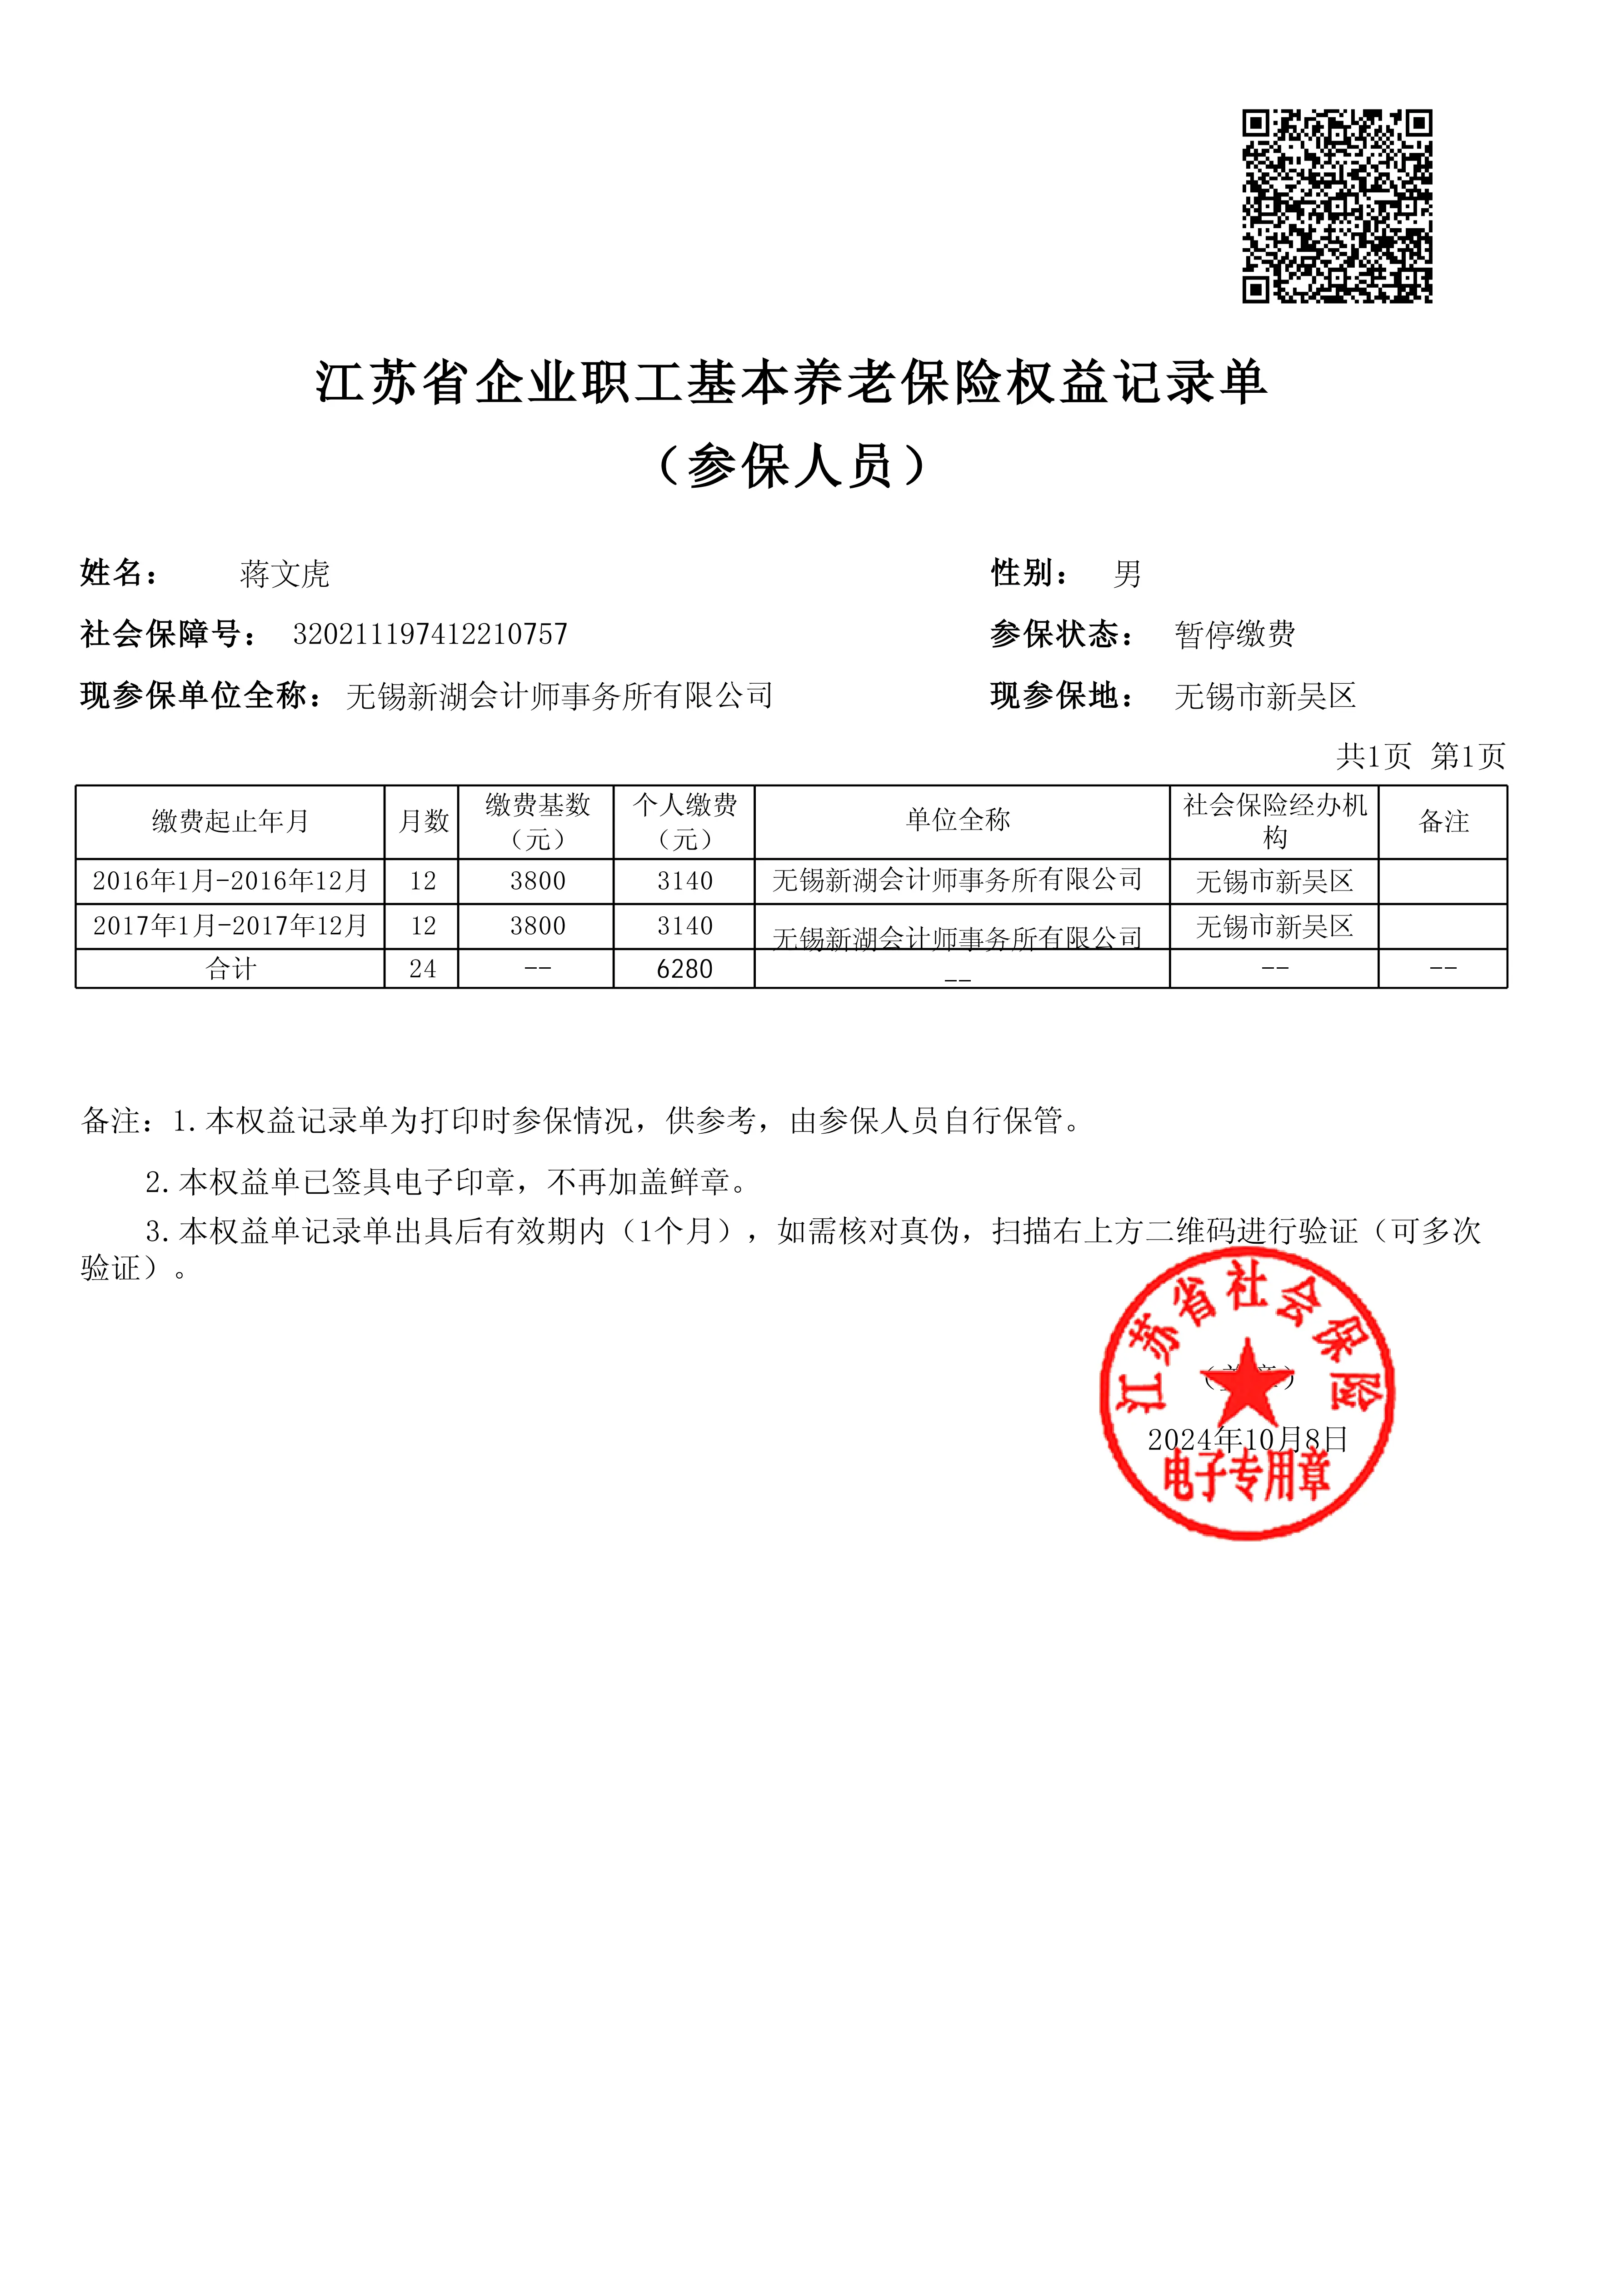 江苏省企业职工基本养老保险权益记录单
（参保人员）
姓名： 蒋文虎 性别： 男
社会保障号： 320211197412210757 参保状态： 暂停缴费
现参保单位全称： 无锡新湖会计师事务所有限公司 现参保地： 无锡市新吴区
共1页 第1页
缴费起止年月 月数 缴费基数（元） 个人缴费（元） 单位全称 社会保险经办机构 备注
2016年1月-2016年12月 12 3800 3140 无锡新湖会计师事务所有限公司 无锡市新吴区
2017年1月-2017年12月 12 3800 3140 无锡新湖会计师事务所有限公司 无锡市新吴区
合计 24 -- 6280 -- -- --
备注：1.本权益记录单为打印时参保情况，供参考，由参保人员自行保管。
2.本权益单已签具电子印章，不再加盖鲜章。
3.本权益单记录单出具后有效期内（1个月），如需核对真伪，扫描右上方二维码进行验证（可多次
验证）。
江苏省社会保险
（盖章）
2024年10月8日
电子专用章